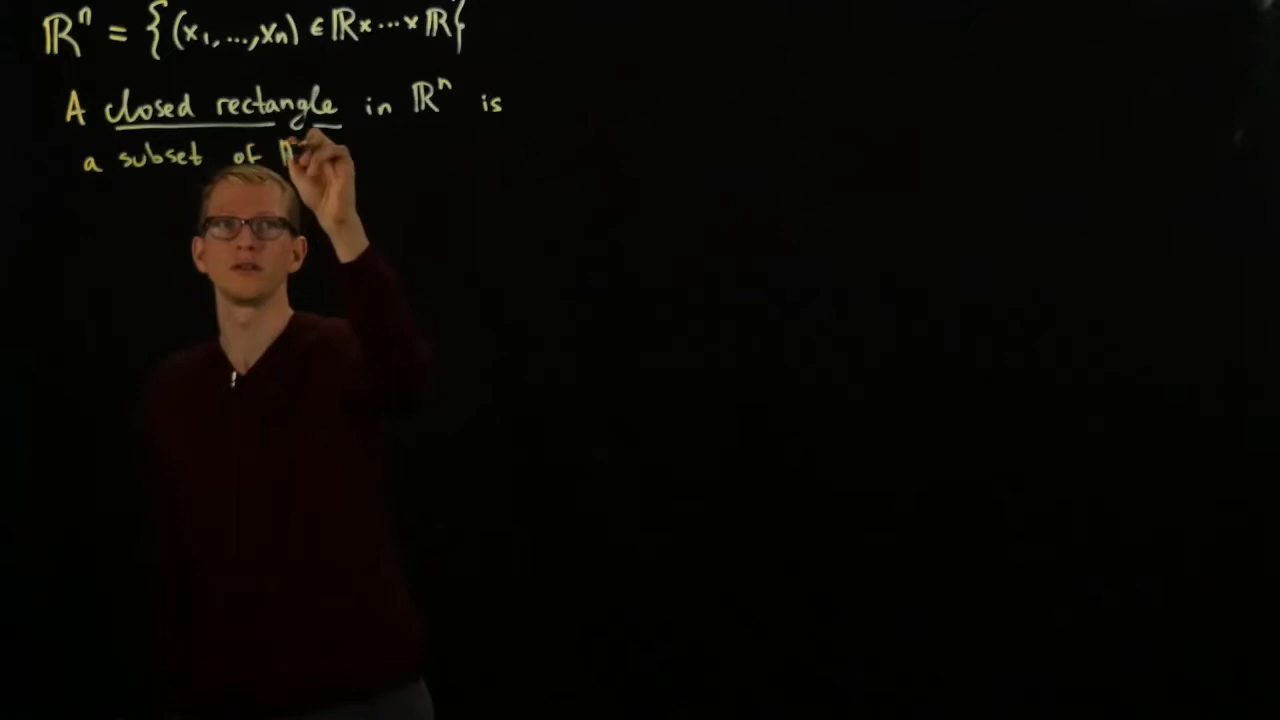 ℝⁿ = {(x₁, ..., xₙ) ∈ ℝ × ⋯ × ℝ}
A closed rectangle in ℝⁿ is
a subset of